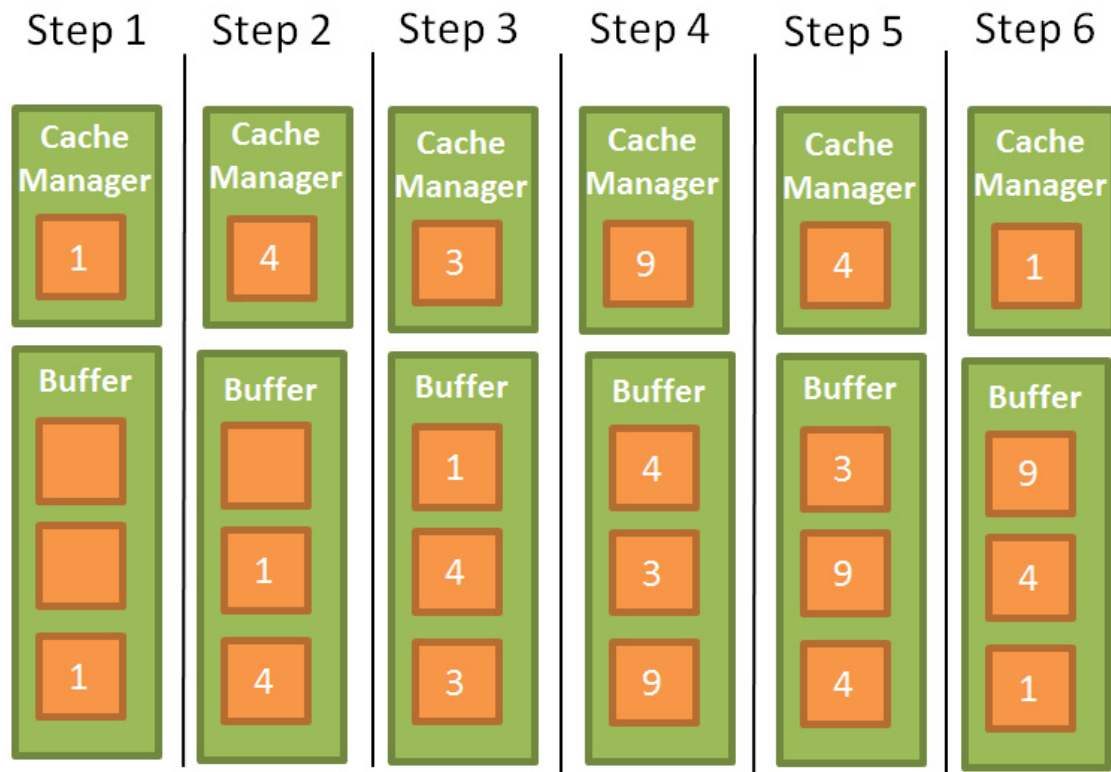 Step 1
Step 2
Step 3
Step 4
Step 5
Step 6
Cache
Manager
1
Cache
Manager
4
Cache
Manager
3
Cache
Manager
9
Cache
Manager
4
Cache
Manager
1
Buffer
1
Buffer
1
4
Buffer
1
4
3
Buffer
4
3
9
Buffer
3
9
4
Buffer
9
4
1